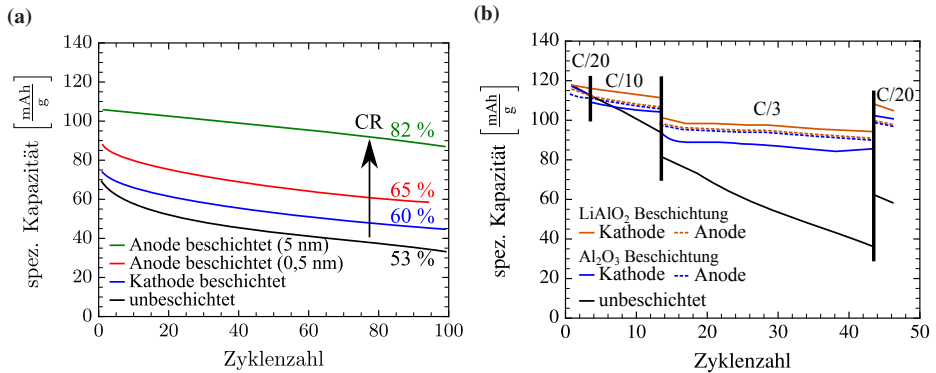 (a)
140
120
100
80
60
40
20
0
spez. Kapazität [mAh/g]
CR
82 %
65 %
60 %
53 %
Anode beschichtet (5 nm)
Anode beschichtet (0,5 nm)
Kathode beschichtet
unbeschichtet
0 20 40 60 80 100
Zyklenzahl
(b)
140
120
100
80
60
40
20
0
spez. Kapazität [mAh/g]
C/20
C/10
C/3
C/20
LiAlO₂ Beschichtung
Kathode Anode
Al₂O₃ Beschichtung
Kathode Anode
unbeschichtet
0 10 20 30 40 50
Zyklenzahl